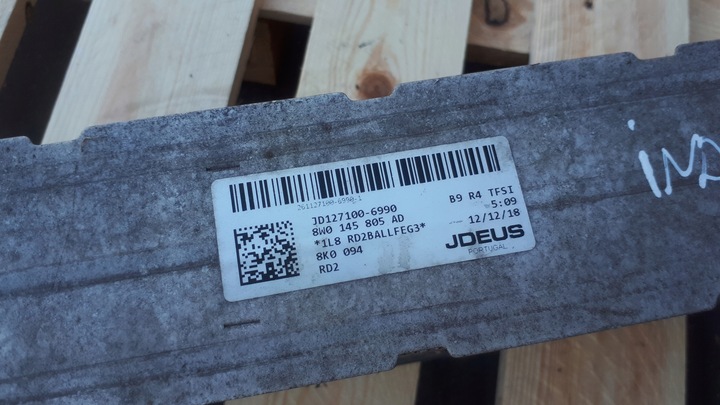 J61127100-6990-1
JD127100-6990
8W0 145 805 AD
*1L8 RD2BALLFEG3*
8K0 094
RD2
B9 R4 TFSI
5:09
12/12/18
JDEUS
PORTUGAL